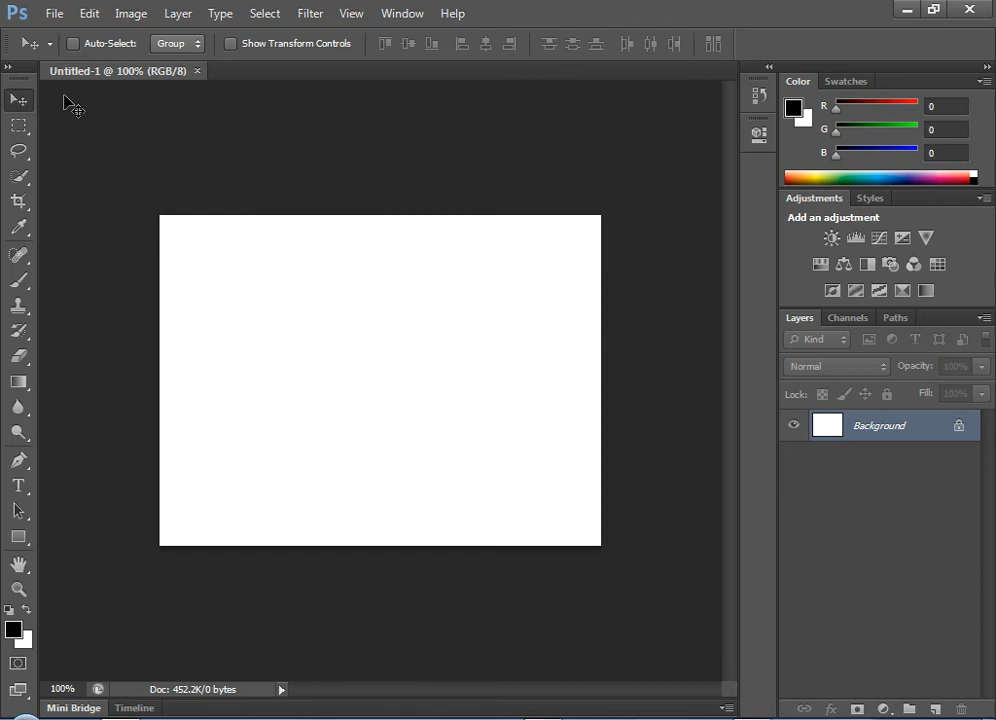 Ps File Edit Image Layer Type Select Filter View Window Help
Auto-Select: Group Show Transform Controls
Untitled-1 @ 100% (RGB/8) ×
Color Swatches
R 0
G 0
B 0
Adjustments Styles
Add an adjustment
Layers Channels Paths
Kind
Normal Opacity: 100%
Lock: Fill: 100%
Background
T
100% Doc: 452.2K/0 bytes
Mini Bridge Timeline
fx